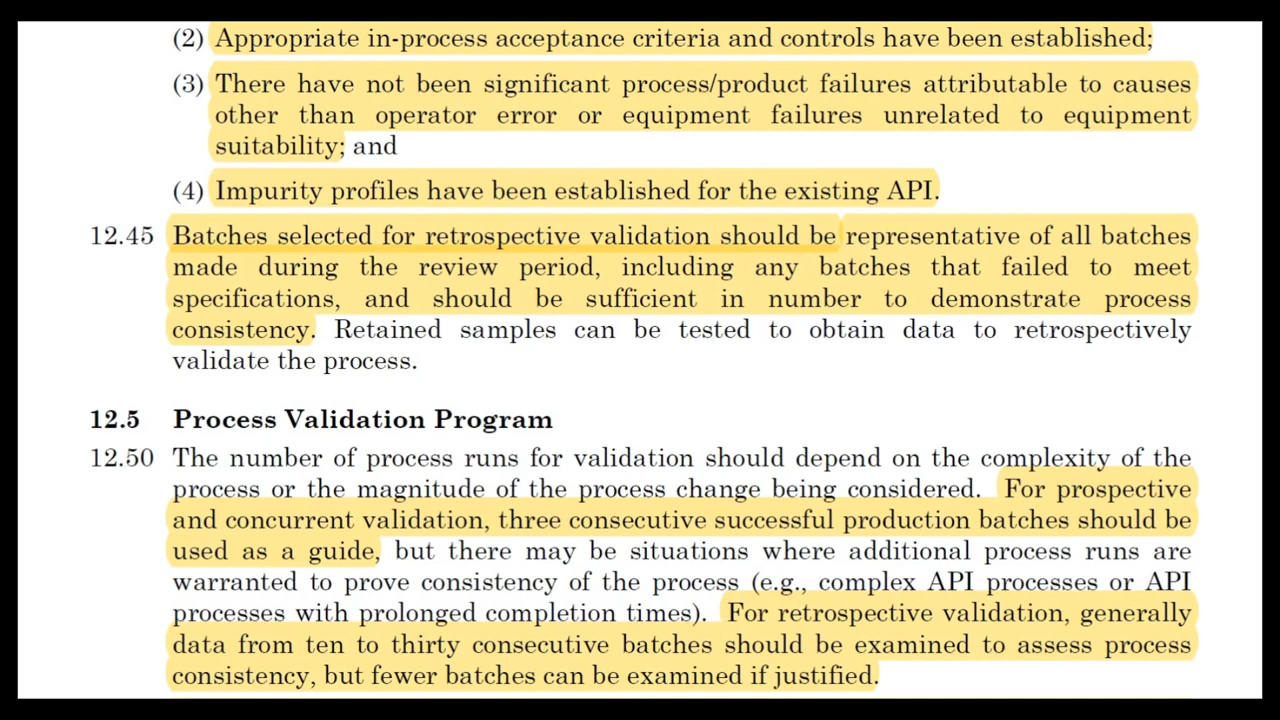 (2) Appropriate in-process acceptance criteria and controls have been established;
(3) There have not been significant process/product failures attributable to causes
other than operator error or equipment failures unrelated to equipment
suitability; and
(4) Impurity profiles have been established for the existing API.
12.45 Batches selected for retrospective validation should be representative of all batches
made during the review period, including any batches that failed to meet
specifications, and should be sufficient in number to demonstrate process
consistency. Retained samples can be tested to obtain data to retrospectively
validate the process.
12.5 Process Validation Program
12.50 The number of process runs for validation should depend on the complexity of the
process or the magnitude of the process change being considered. For prospective
and concurrent validation, three consecutive successful production batches should be
used as a guide, but there may be situations where additional process runs are
warranted to prove consistency of the process (e.g., complex API processes or API
processes with prolonged completion times). For retrospective validation, generally
data from ten to thirty consecutive batches should be examined to assess process
consistency, but fewer batches can be examined if justified.